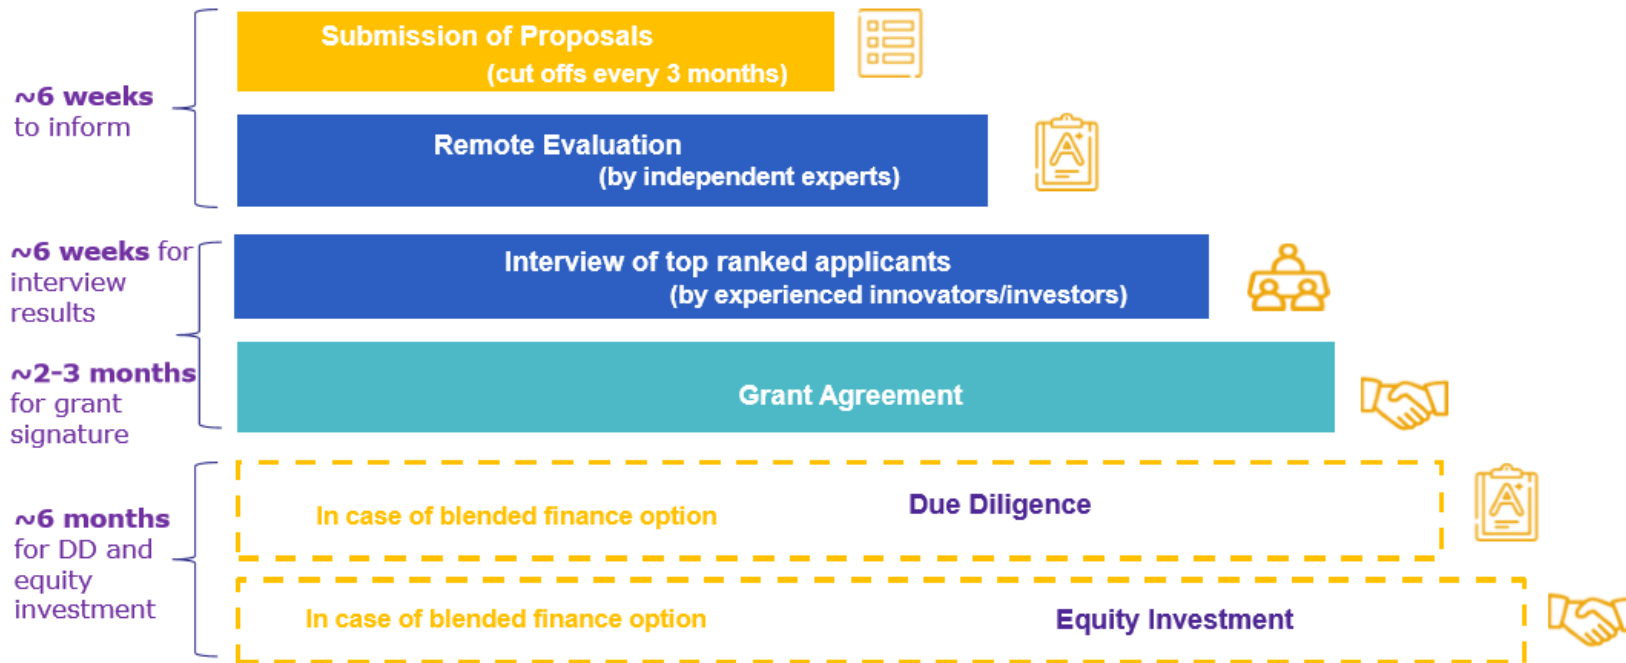 Submission of Proposals
(cut offs every 3 months)
~6 weeks
to inform
Remote Evaluation
(by independent experts)
~6 weeks for
interview
results
Interview of top ranked applicants
(by experienced innovators/investors)
~2-3 months
for grant
signature
Grant Agreement
~6 months
for DD and
equity
investment
In case of blended finance option
Due Diligence
In case of blended finance option
Equity Investment